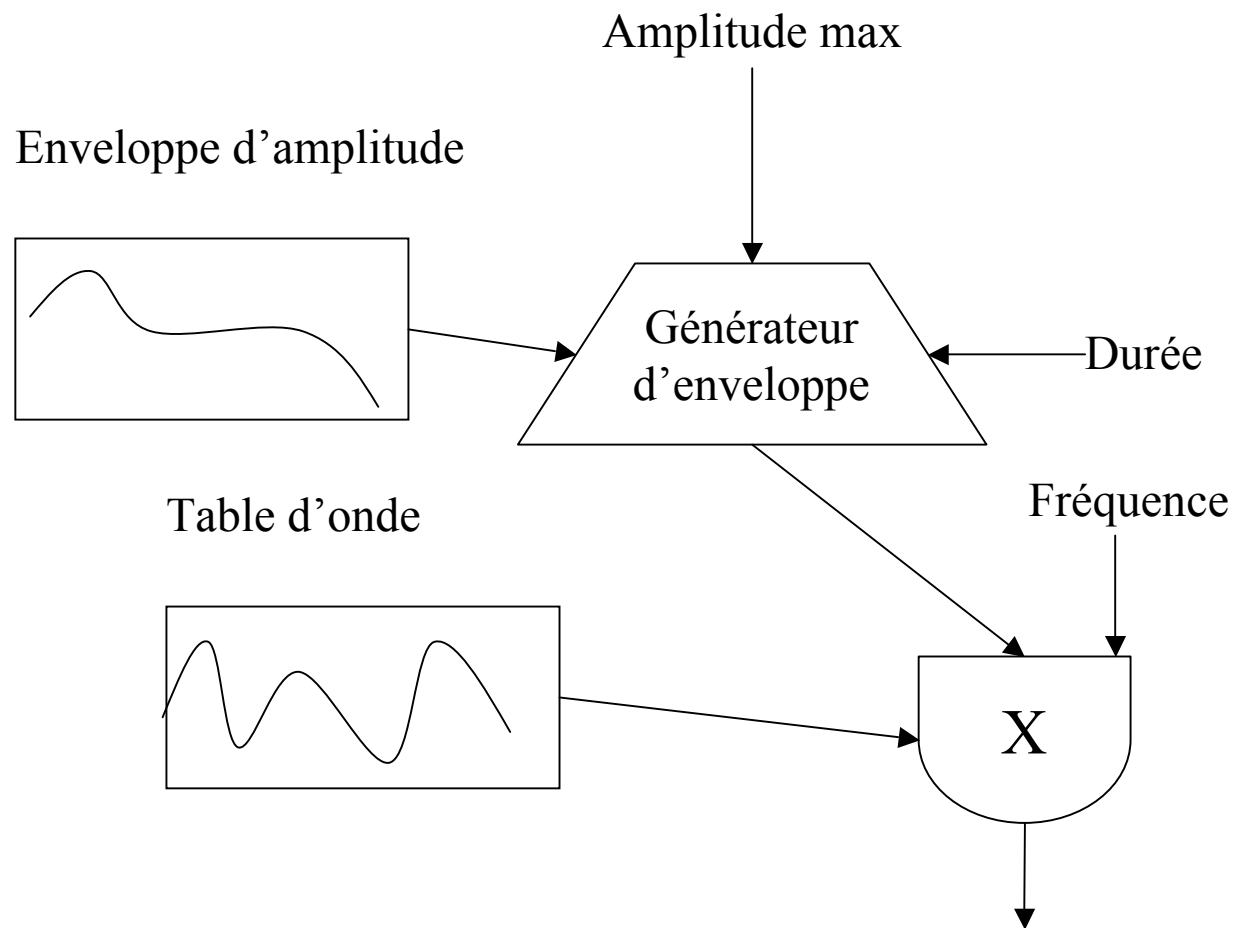 Amplitude max
Enveloppe d’amplitude
Générateur
d’enveloppe
Durée
Table d’onde
Fréquence
X